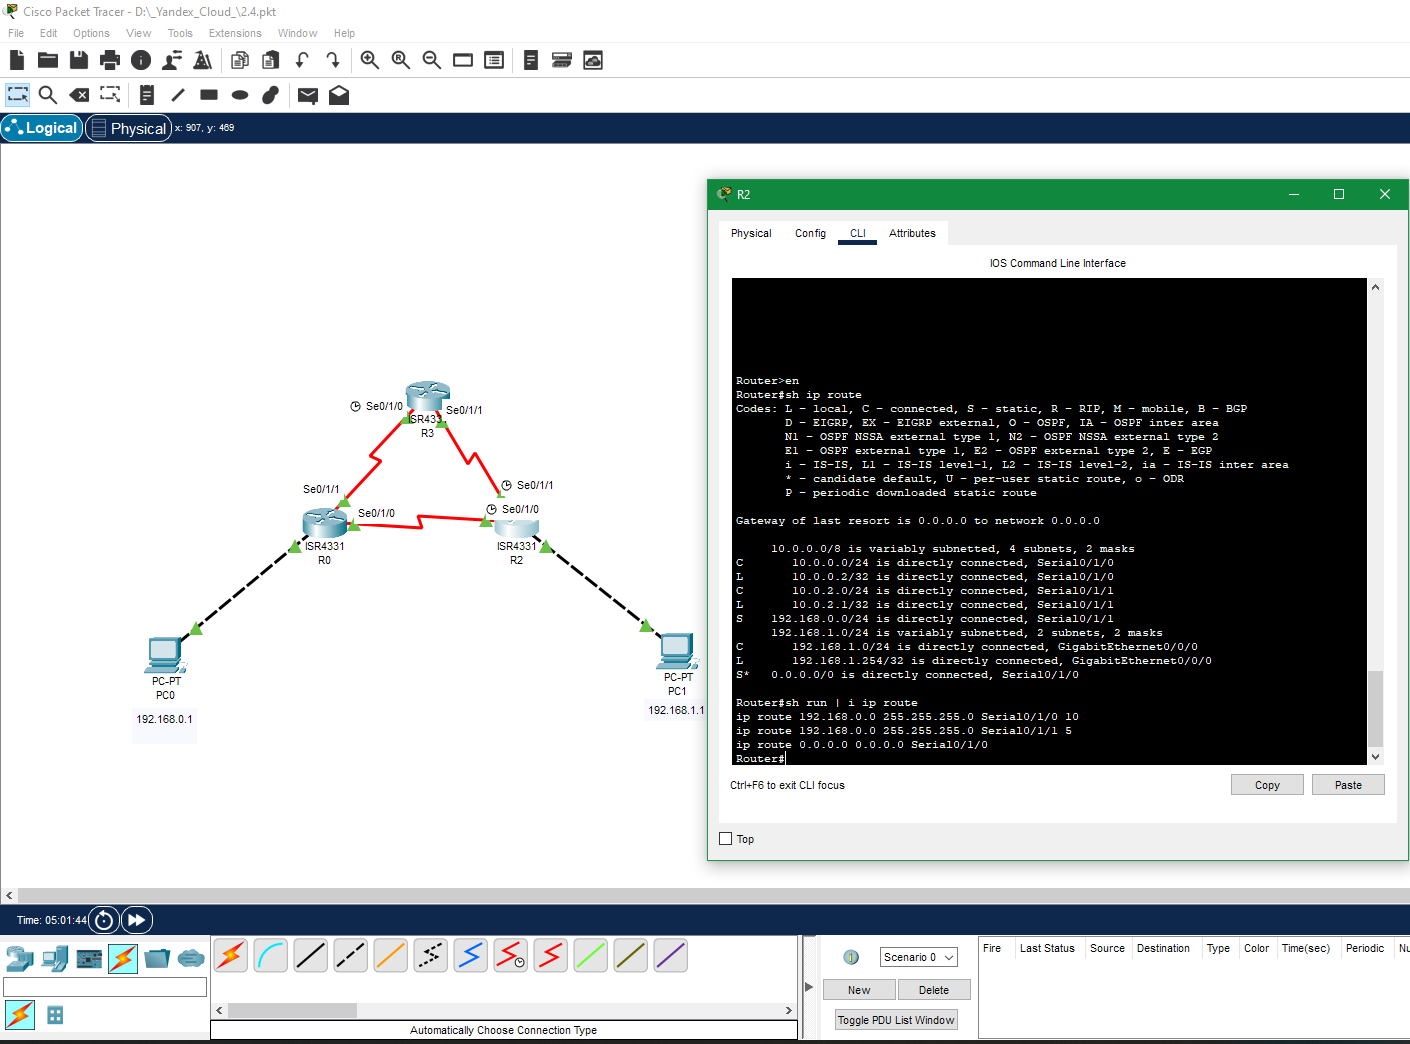 Cisco Packet Tracer - D:\_Yandex_Cloud_\2.4.pkt
File Edit Options View Tools Extensions Window Help
Logical Physical x: 907, y: 469
R2
Physical Config CLI Attributes
IOS Command Line Interface
Router>en
Router#sh ip route
Codes: L - local, C - connected, S - static, R - RIP, M - mobile, B - BGP
D - EIGRP, EX - EIGRP external, O - OSPF, IA - OSPF inter area
N1 - OSPF NSSA external type 1, N2 - OSPF NSSA external type 2
E1 - OSPF external type 1, E2 - OSPF external type 2, E - EGP
i - IS-IS, L1 - IS-IS level-1, L2 - IS-IS level-2, ia - IS-IS inter area
* - candidate default, U - per-user static route, o - ODR
P - periodic downloaded static route
Gateway of last resort is 0.0.0.0 to network 0.0.0.0
10.0.0.0/8 is variably subnetted, 4 subnets, 2 masks
C 10.0.0.0/24 is directly connected, Serial0/1/0
L 10.0.0.2/32 is directly connected, Serial0/1/0
C 10.0.2.0/24 is directly connected, Serial0/1/1
L 10.0.2.1/32 is directly connected, Serial0/1/1
S 192.168.0.0/24 is directly connected, Serial0/1/1
192.168.1.0/24 is variably subnetted, 2 subnets, 2 masks
C 192.168.1.0/24 is directly connected, GigabitEthernet0/0/0
L 192.168.1.254/32 is directly connected, GigabitEthernet0/0/0
S* 0.0.0.0/0 is directly connected, Serial0/1/0
Router#sh run | i ip route
ip route 192.168.0.0 255.255.255.0 Serial0/1/0 10
ip route 192.168.0.0 255.255.255.0 Serial0/1/1 5
ip route 0.0.0.0 0.0.0.0 Serial0/1/0
Router#
Ctrl+F6 to exit CLI focus
Copy Paste
Top
Se0/1/0
Se0/1/1
ISR433
R3
Se0/1/1
Se0/1/0
ISR4331
R0
Se0/1/1
Se0/1/0
ISR4331
R2
PC-PT
PC0
192.168.0.1
PC-PT
PC1
192.168.1.1
Time: 05:01:44
Automatically Choose Connection Type
Scenario 0
New Delete
Toggle PDU List Window
Fire Last Status Source Destination Type Color Time(sec) Periodic Nu